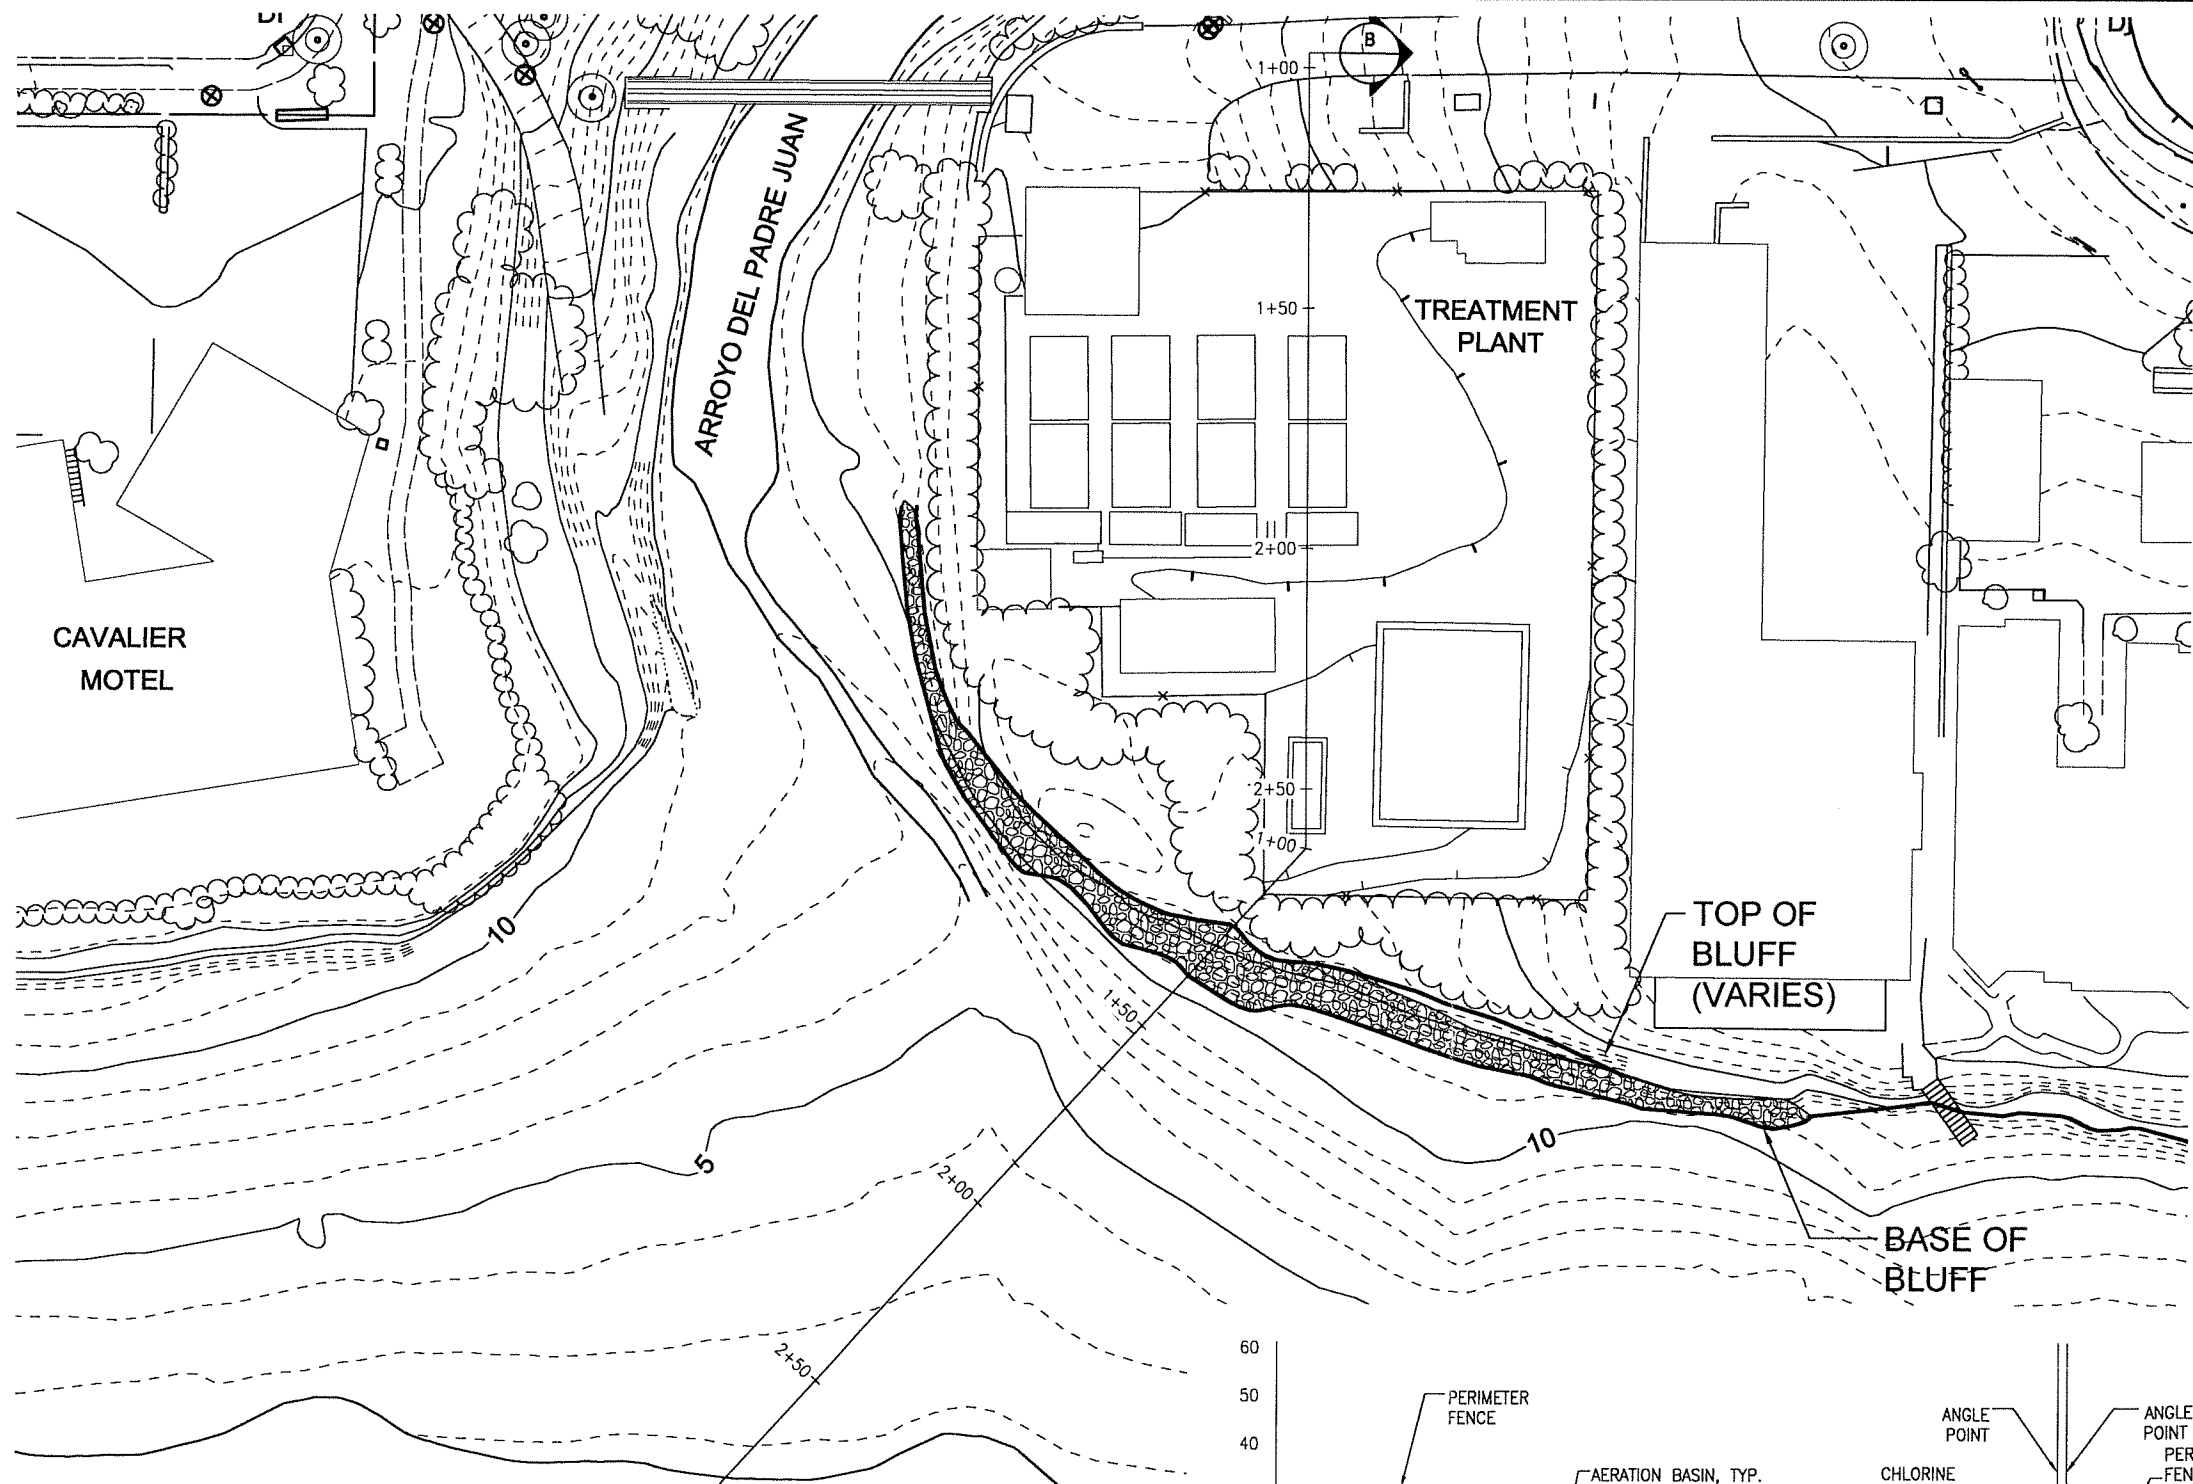 B
1+00
ARROYO DEL PADRE JUAN
1+50
TREATMENT
PLANT
2+00
CAVALIER
MOTEL
2+50
1+00
TOP OF
BLUFF
(VARIES)
10
1+50
10
5
2+00
BASE OF
BLUFF
2+50
60
50
40
PERIMETER
FENCE
AERATION BASIN, TYP.
CHLORINE
ANGLE
POINT
ANGLE
POINT
PER
FEN